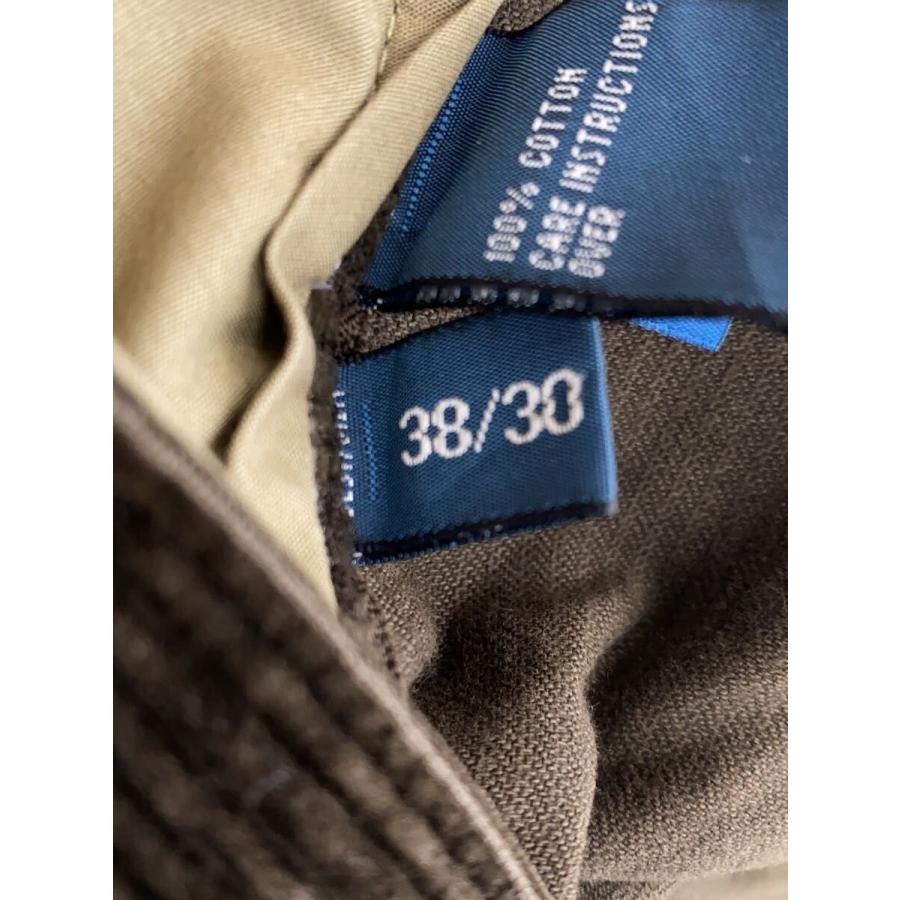 100% COTTON
CARE INSTRUCTIONS
OVER
38/30